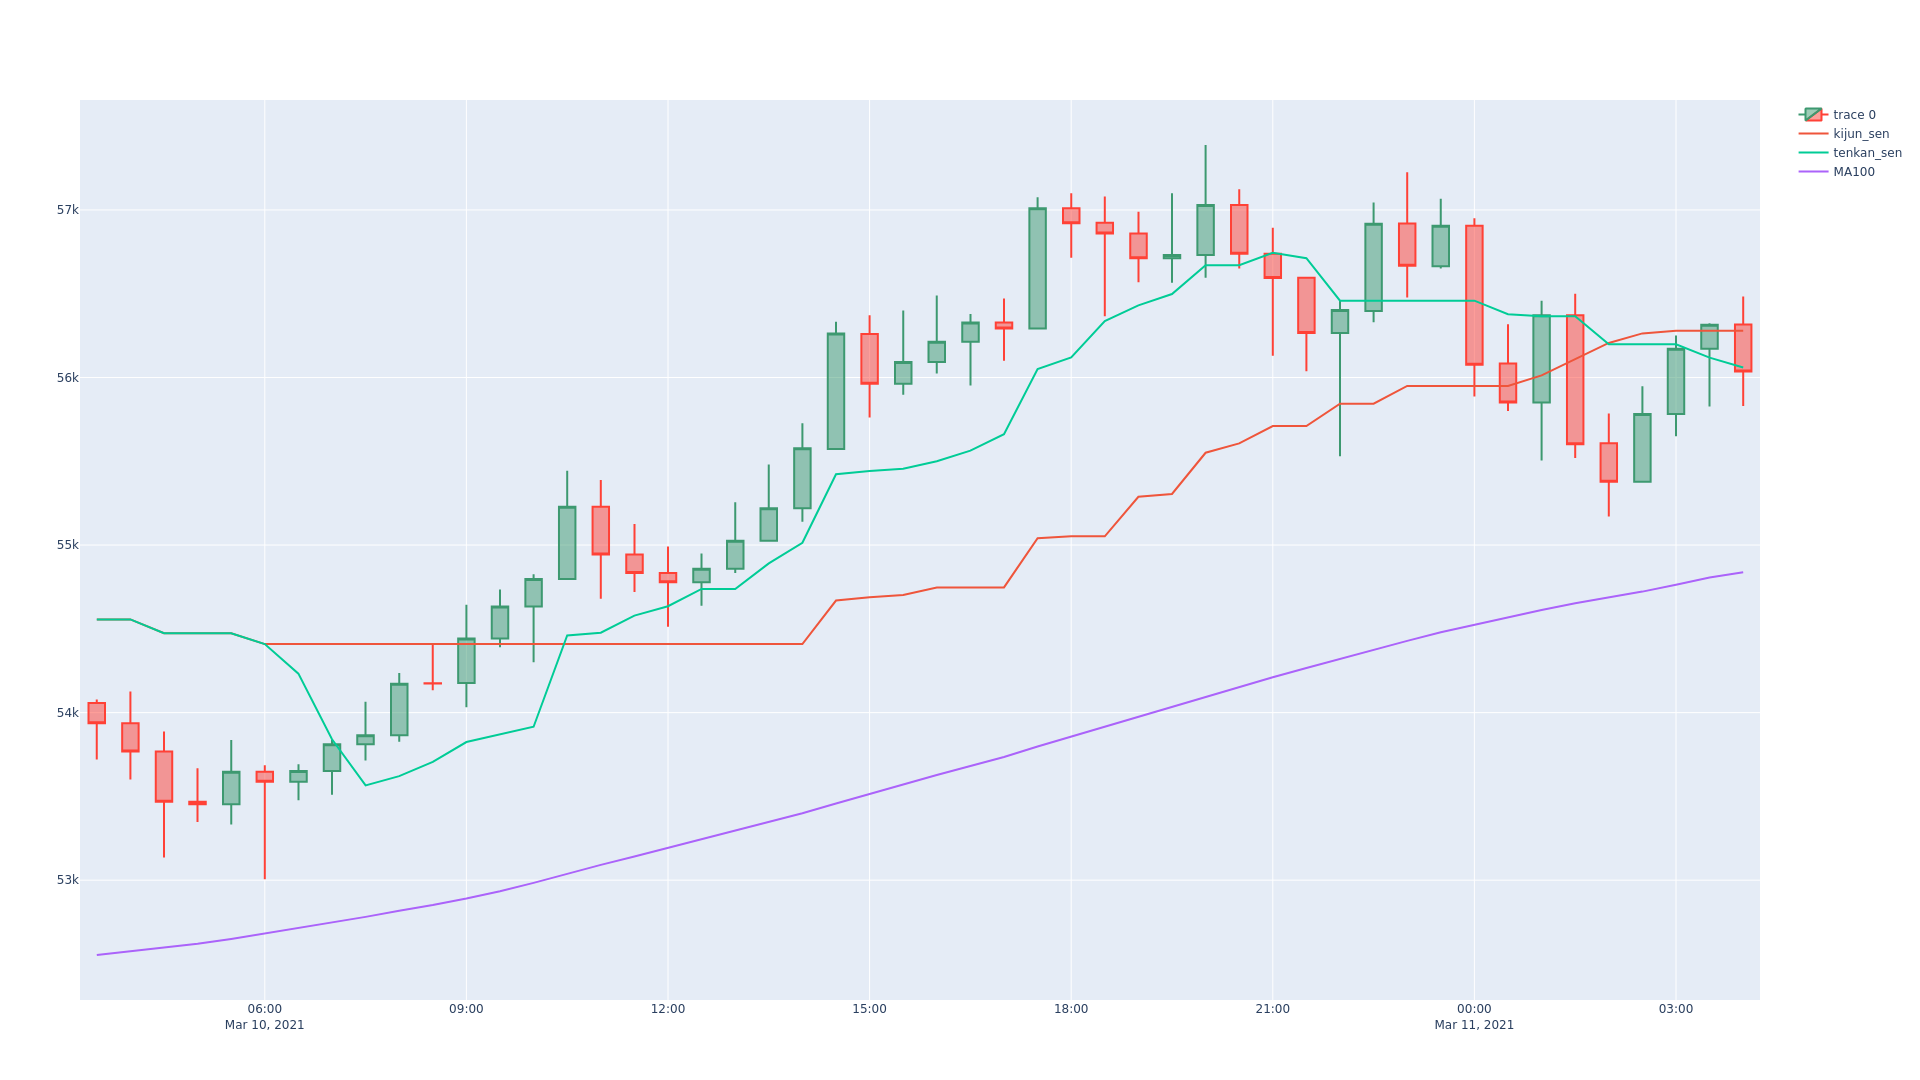 trace 0
kijun_sen
tenkan_sen
MA100
57k
56k
55k
54k
53k
06:00
Mar 10, 2021
09:00
12:00
15:00
18:00
21:00
00:00
Mar 11, 2021
03:00